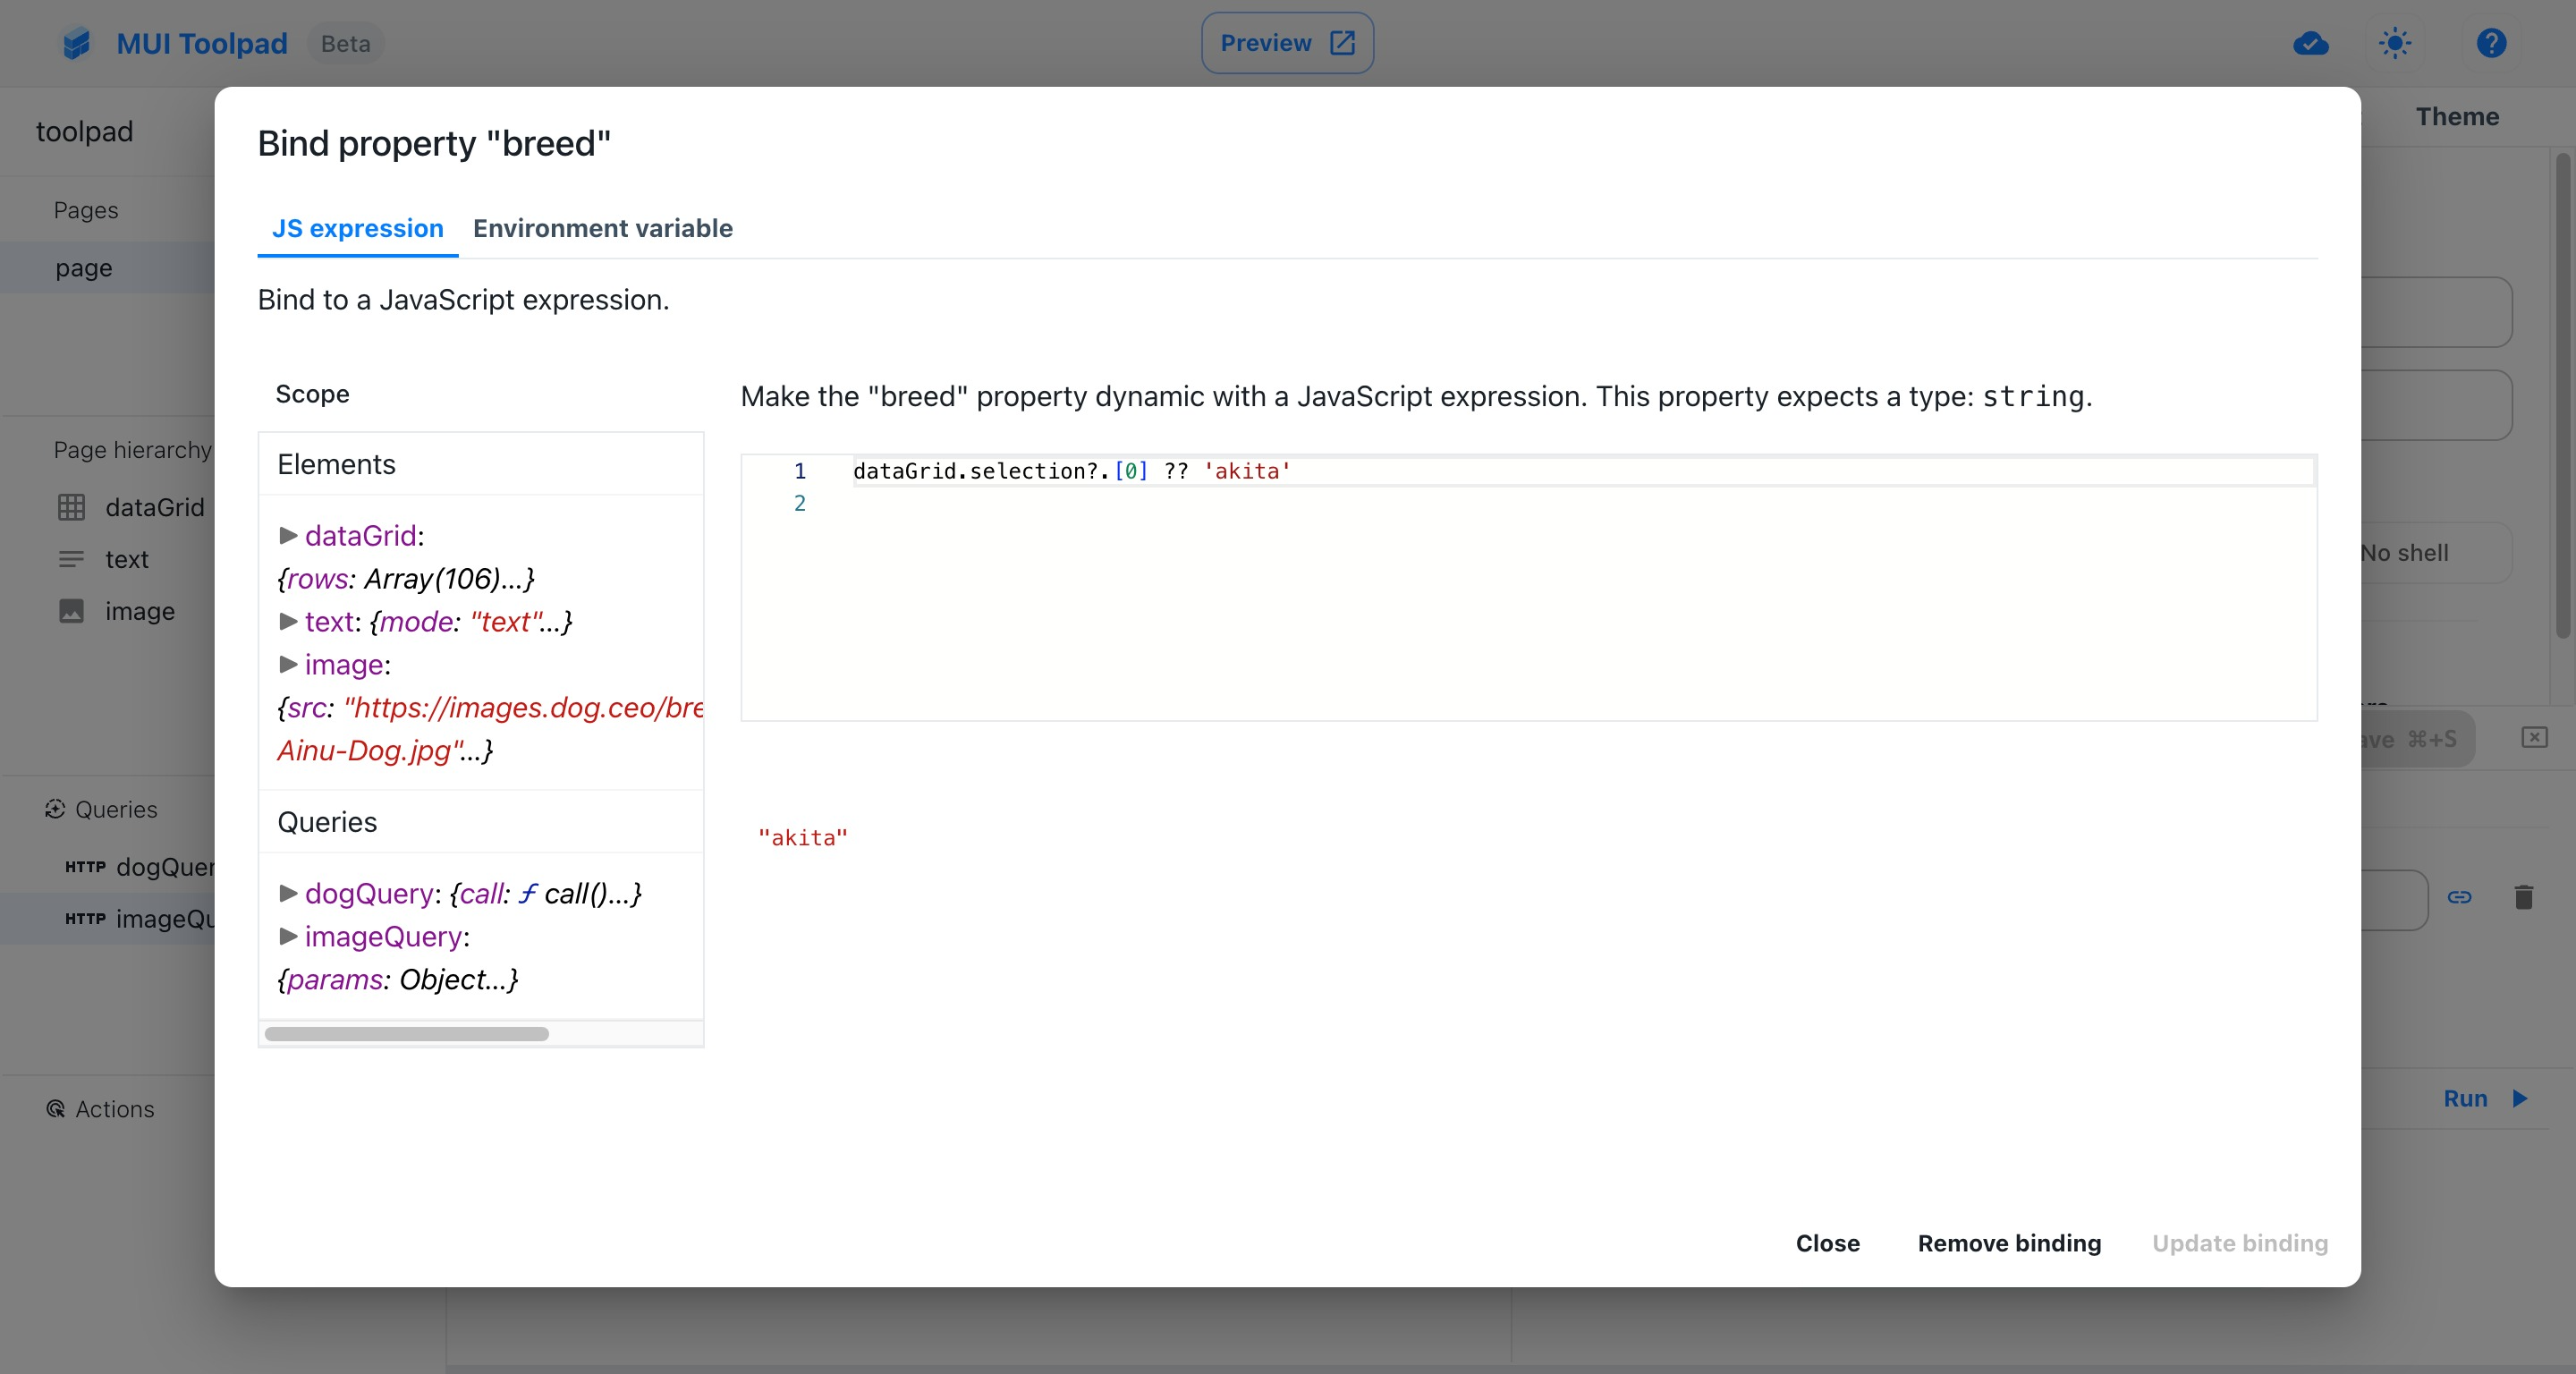 MUI Toolpad
Beta
Preview
toolpad
Theme
Pages
page
Page hierarchy
dataGrid
text
image
Queries
HTTP dogQuer
HTTP imageQu
Actions
Bind property "breed"
JS expression
Environment variable
Bind to a JavaScript expression.
Scope
Elements
dataGrid:
{rows: Array(106)…}
text: {mode: "text"…}
image:
{src: "https://images.dog.ceo/bre
Ainu-Dog.jpg"…}
Queries
dogQuery: {call: ƒ call()…}
imageQuery:
{params: Object…}
Make the "breed" property dynamic with a JavaScript expression. This property expects a type: string.
1 dataGrid.selection?.[0] ?? 'akita'
2
"akita"
Close
Remove binding
Update binding
No shell
ave ⌘+S
Run